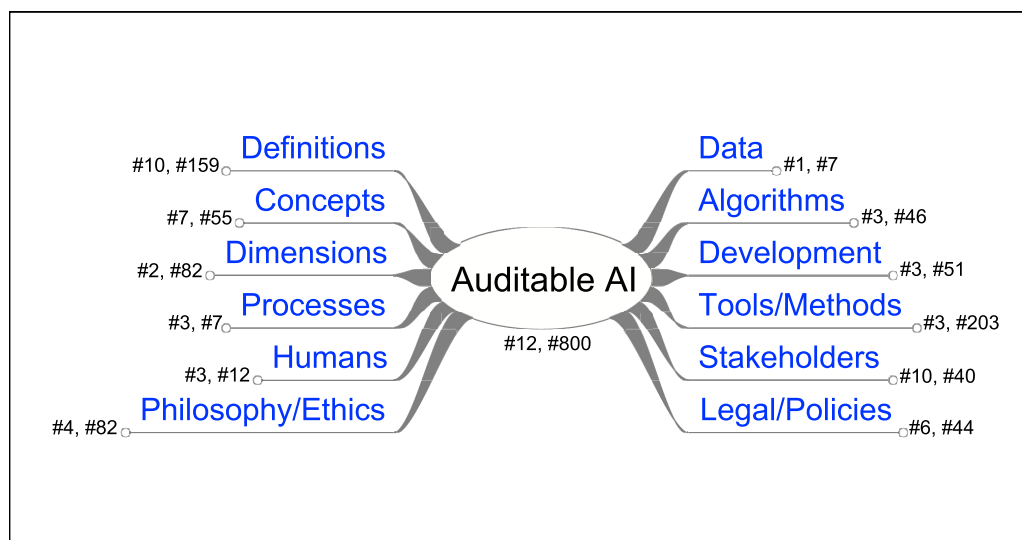 Definitions
#10, #159
Concepts
#7, #55
Dimensions
#2, #82
Processes
#3, #7
Humans
#3, #12
Philosophy/Ethics
#4, #82
Auditable AI
#12, #800
Data
#1, #7
Algorithms
#3, #46
Development
#3, #51
Tools/Methods
#3, #203
Stakeholders
#10, #40
Legal/Policies
#6, #44